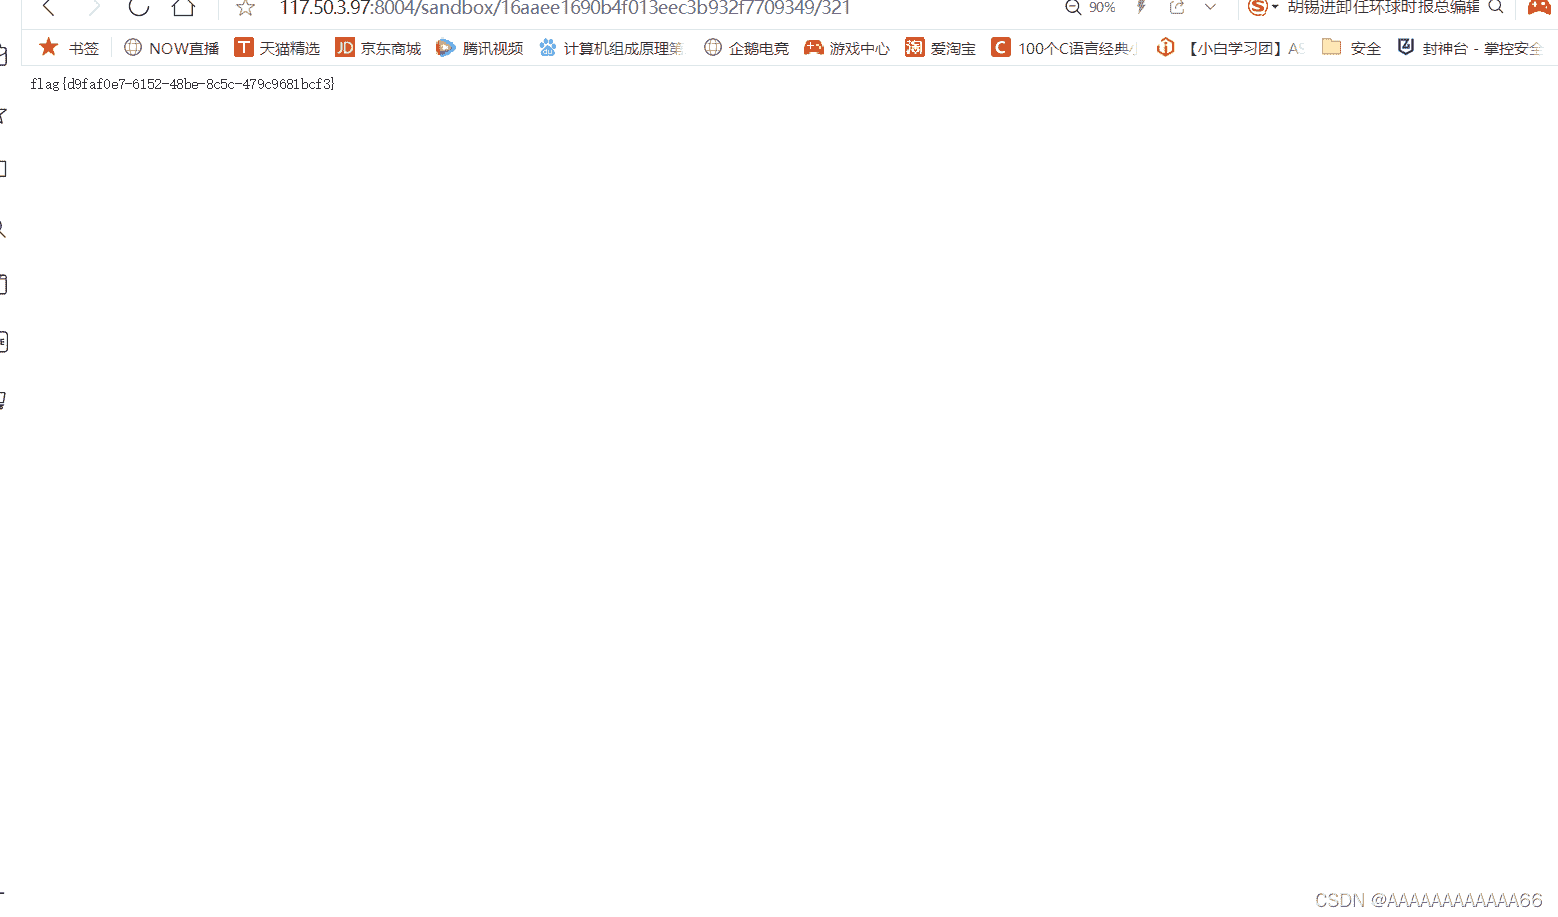 117.50.3.97:8004/sandbox/16aaee1690b4f013eec3b932f7709349/321 90% 胡锡进卸任环球时报总编辑
书签 NOW直播 T 天猫精选 JD 京东商城 腾讯视频 计算机组成原理第 企鹅电竞 游戏中心 淘 爱淘宝 C 100个C语言经典小 【小白学习团】AS 安全 封神台 - 掌控安全
flag{d9faf0e7-6152-48be-8c5c-479c9681bcf3}
CSDN @AAAAAAAAAAAA66